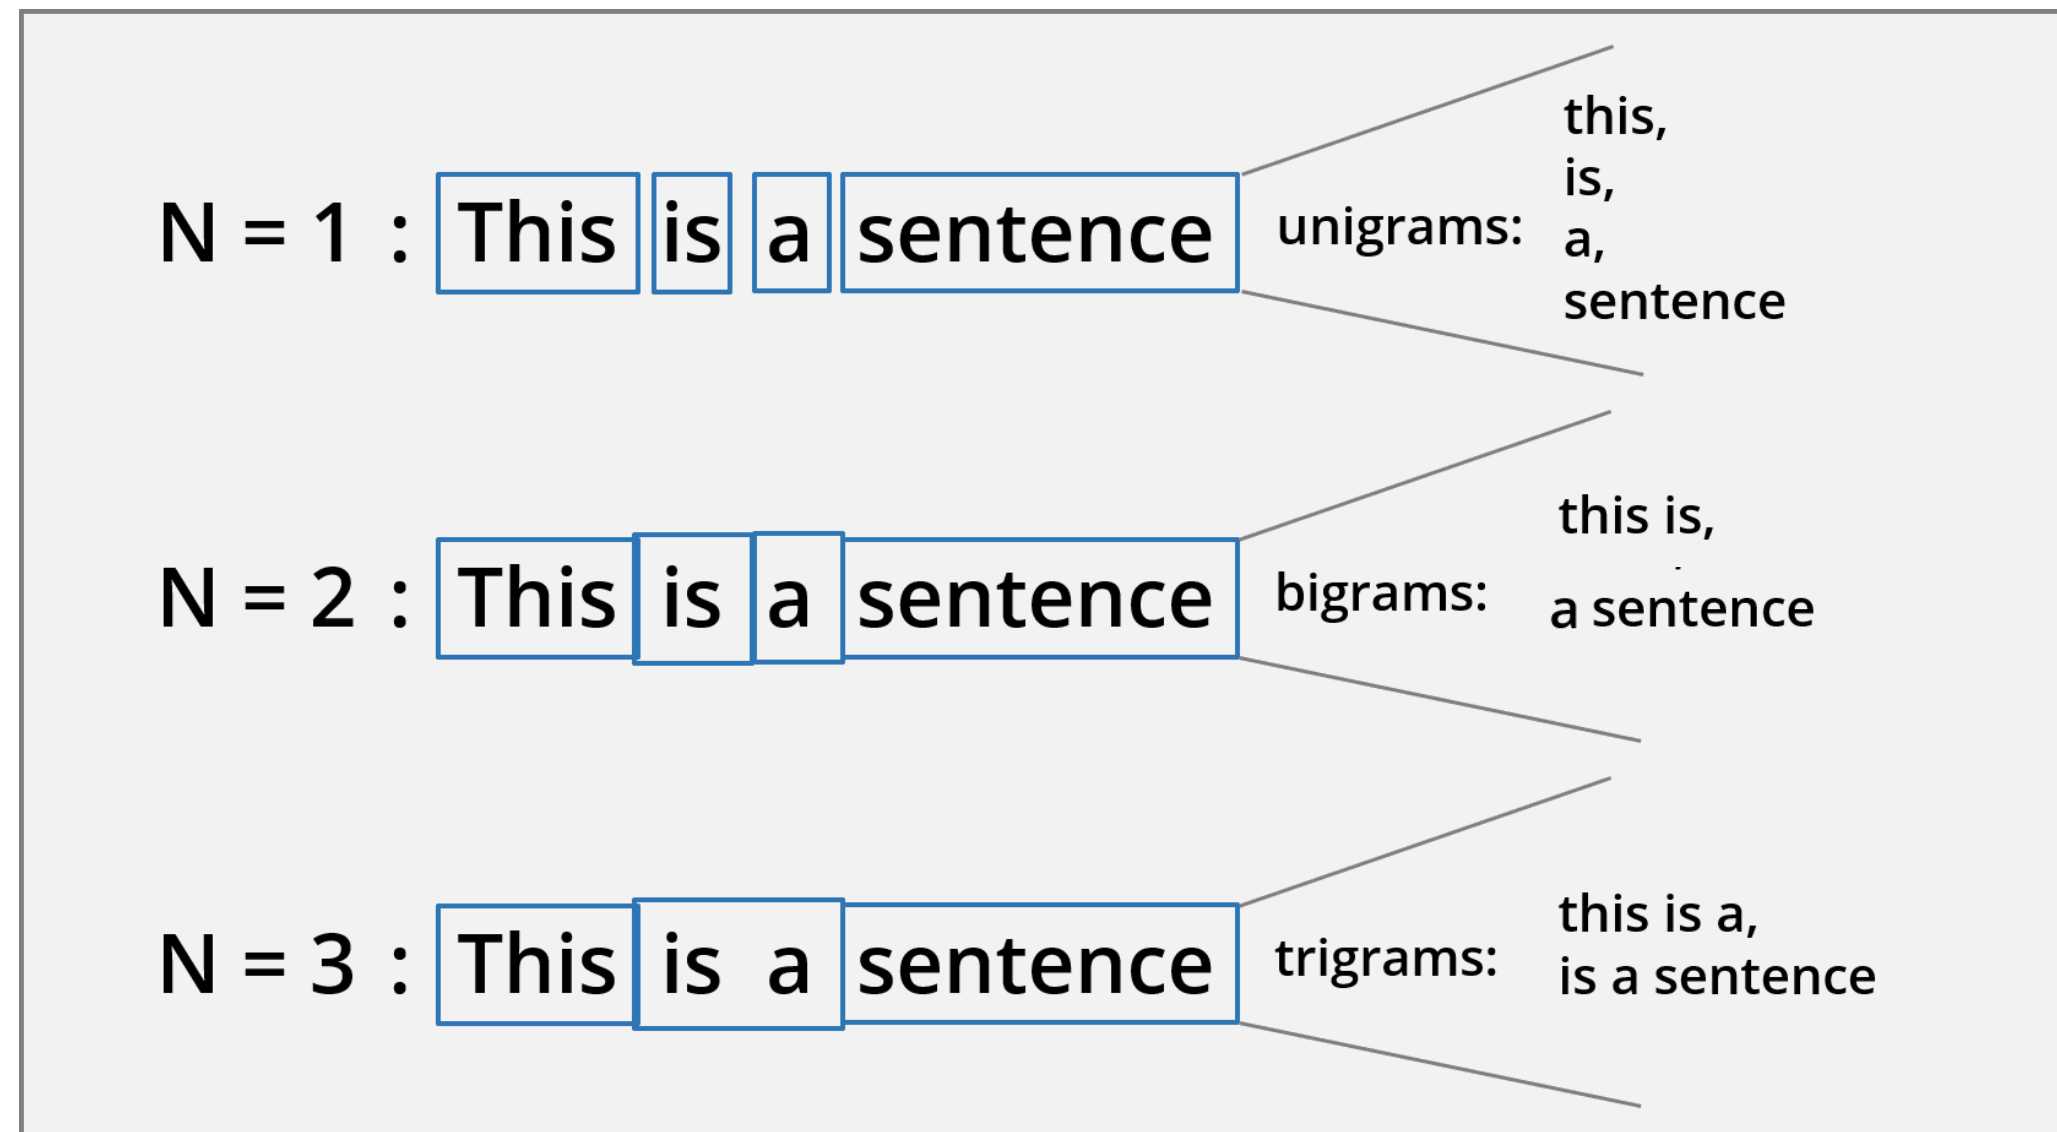 N = 1 : This is a sentence unigrams:
this,
is,
a,
sentence
N = 2 : This is a sentence bigrams:
this is,
a sentence
N = 3 : This is a sentence trigrams:
this is a,
is a sentence